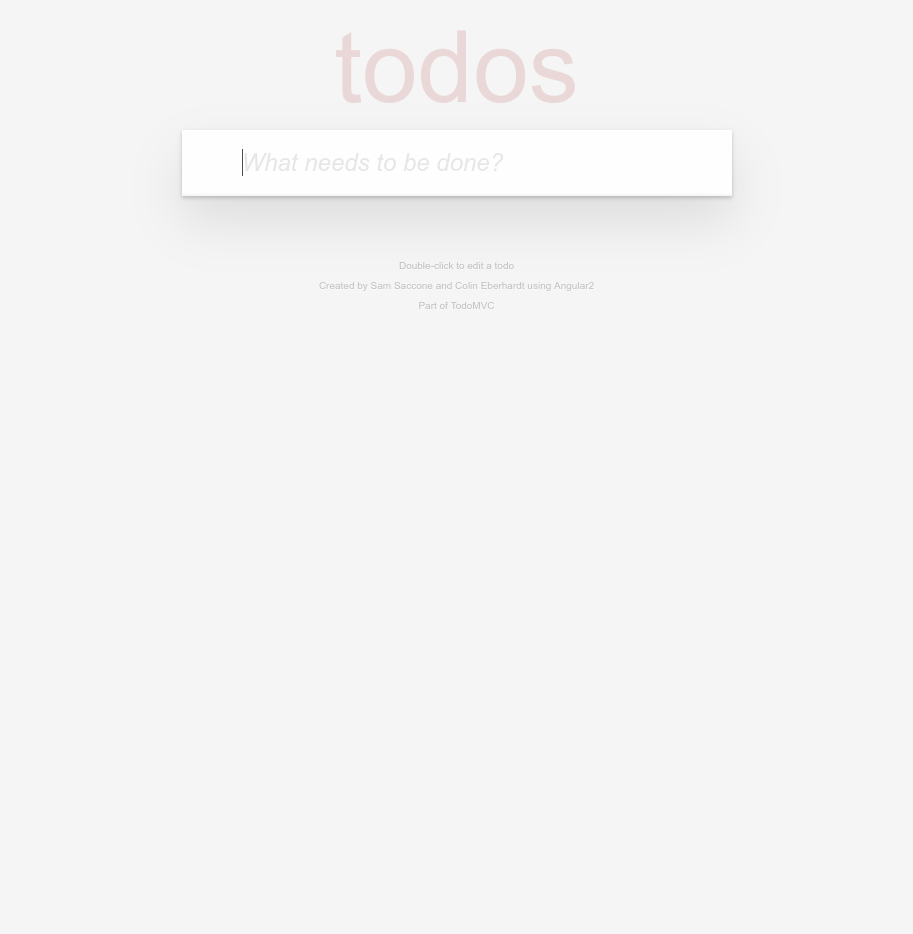 todos
What needs to be done?
Double-click to edit a todo
Created by Sam Saccone and Colin Eberhardt using Angular2
Part of TodoMVC